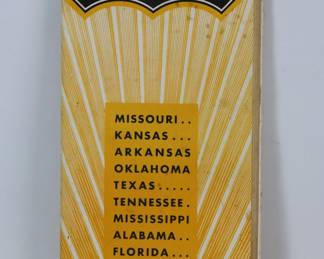 MISSOURI..
KANSAS...
ARKANSAS
OKLAHOMA
TEXAS.....
TENNESSEE.
MISSISSIPPI
ALABAMA..
FLORIDA...